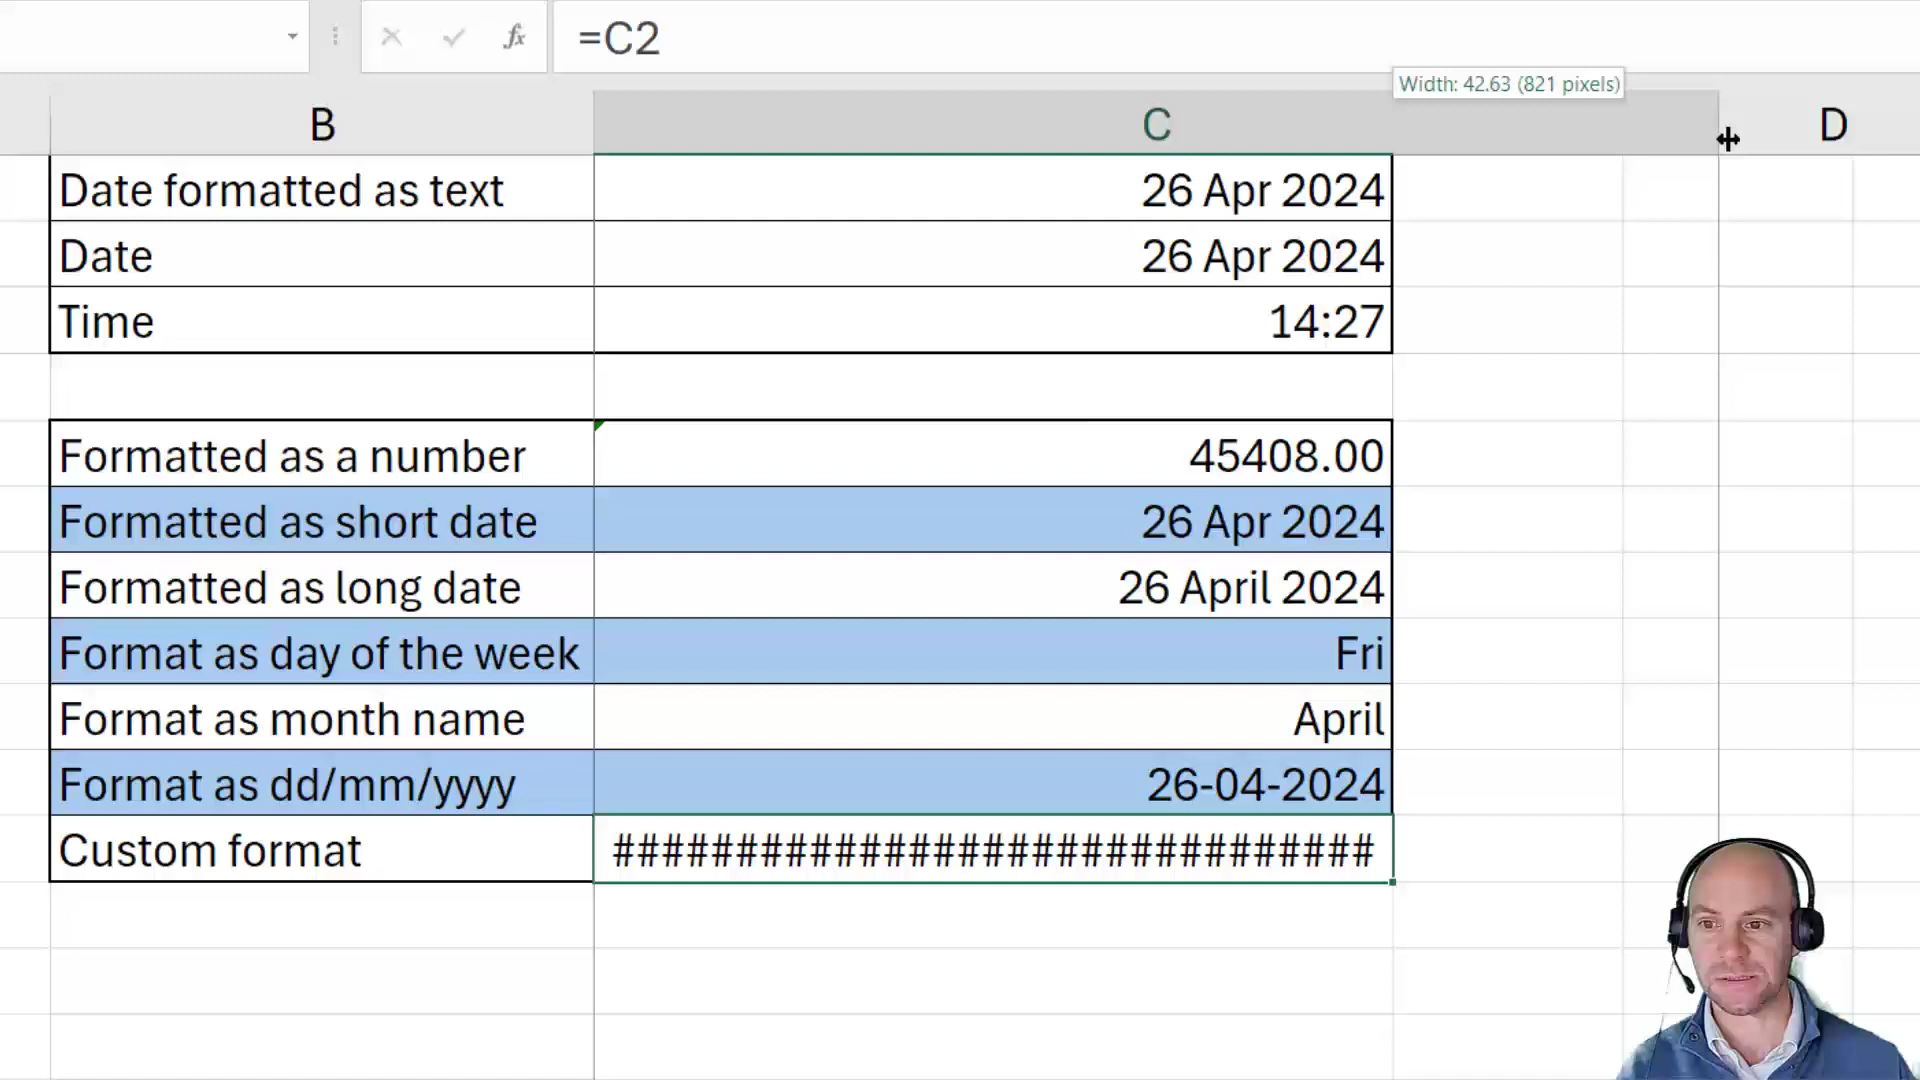 fx =C2
Width: 42.63 (821 pixels)
B C D
Date formatted as text 26 Apr 2024
Date 26 Apr 2024
Time 14:27
Formatted as a number 45408.00
Formatted as short date 26 Apr 2024
Formatted as long date 26 April 2024
Format as day of the week Fri
Format as month name April
Format as dd/mm/yyyy 26-04-2024
Custom format ###############################